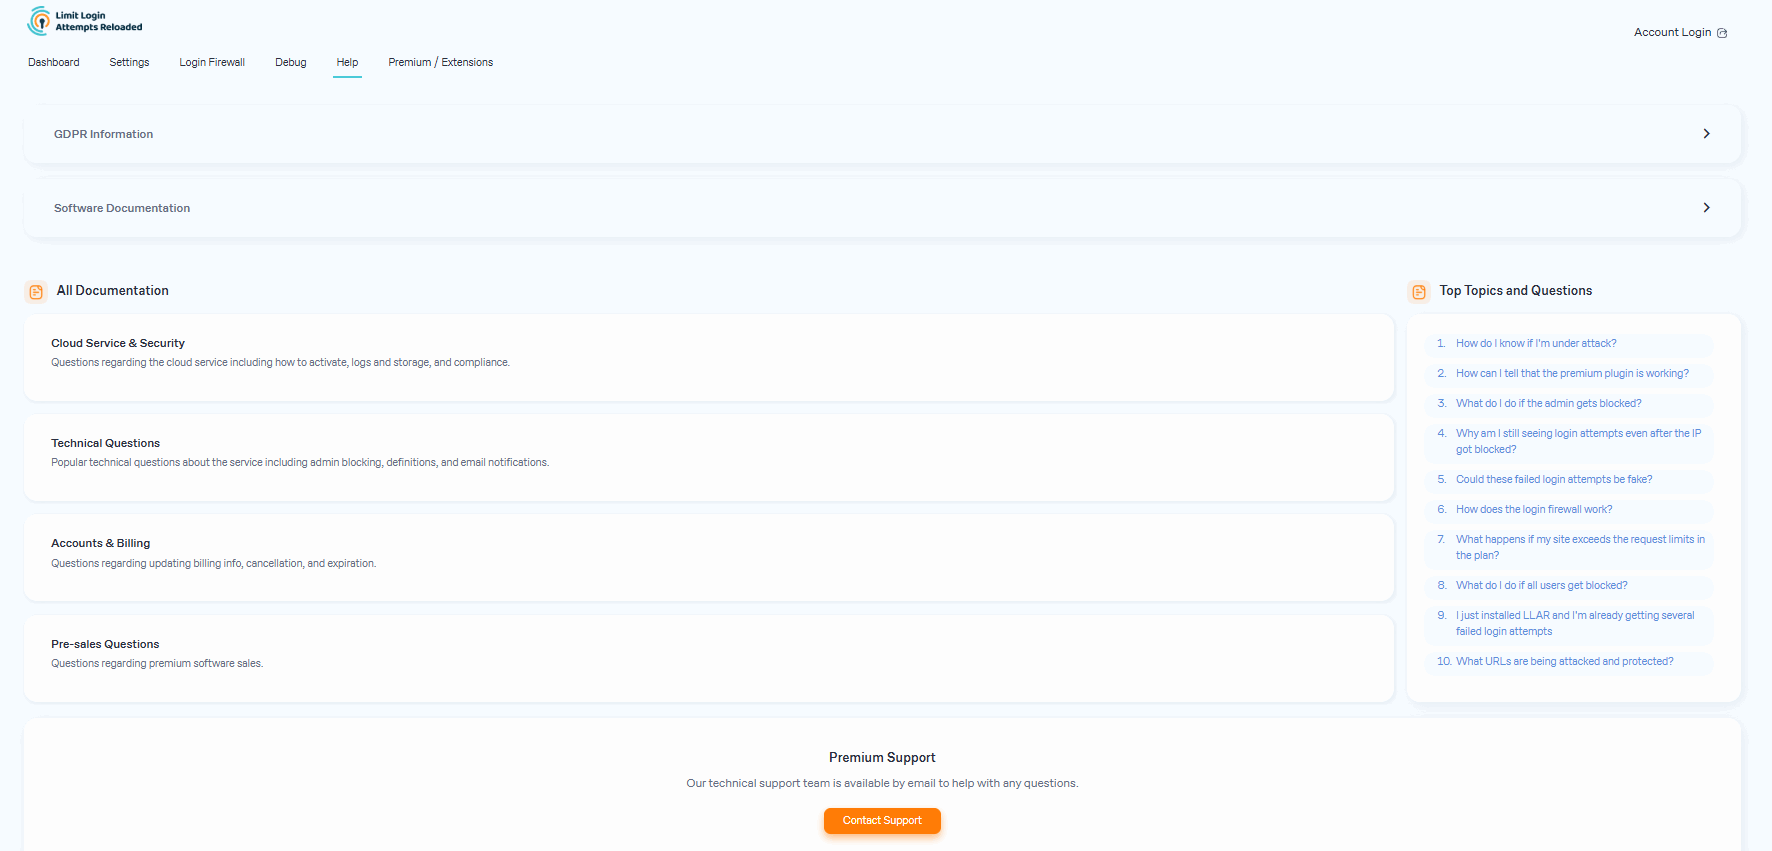 Limit Login
Attempts Reloaded
Account Login
Dashboard Settings Login Firewall Debug Help Premium / Extensions
GDPR Information
Software Documentation
All Documentation
Cloud Service & Security
Questions regarding the cloud service including how to activate, logs and storage, and compliance.
Technical Questions
Popular technical questions about the service including admin blocking, definitions, and email notifications.
Accounts & Billing
Questions regarding updating billing info, cancellation, and expiration.
Pre-sales Questions
Questions regarding premium software sales.
Top Topics and Questions
1. How do I know if I'm under attack?
2. How can I tell that the premium plugin is working?
3. What do I do if the admin gets blocked?
4. Why am I still seeing login attempts even after the IP
got blocked?
5. Could these failed login attempts be fake?
6. How does the login firewall work?
7. What happens if my site exceeds the request limits in
the plan?
8. What do I do if all users get blocked?
9. I just installed LLAR and I'm already getting several
failed login attempts
10. What URLs are being attacked and protected?
Premium Support
Our technical support team is available by email to help with any questions.
Contact Support